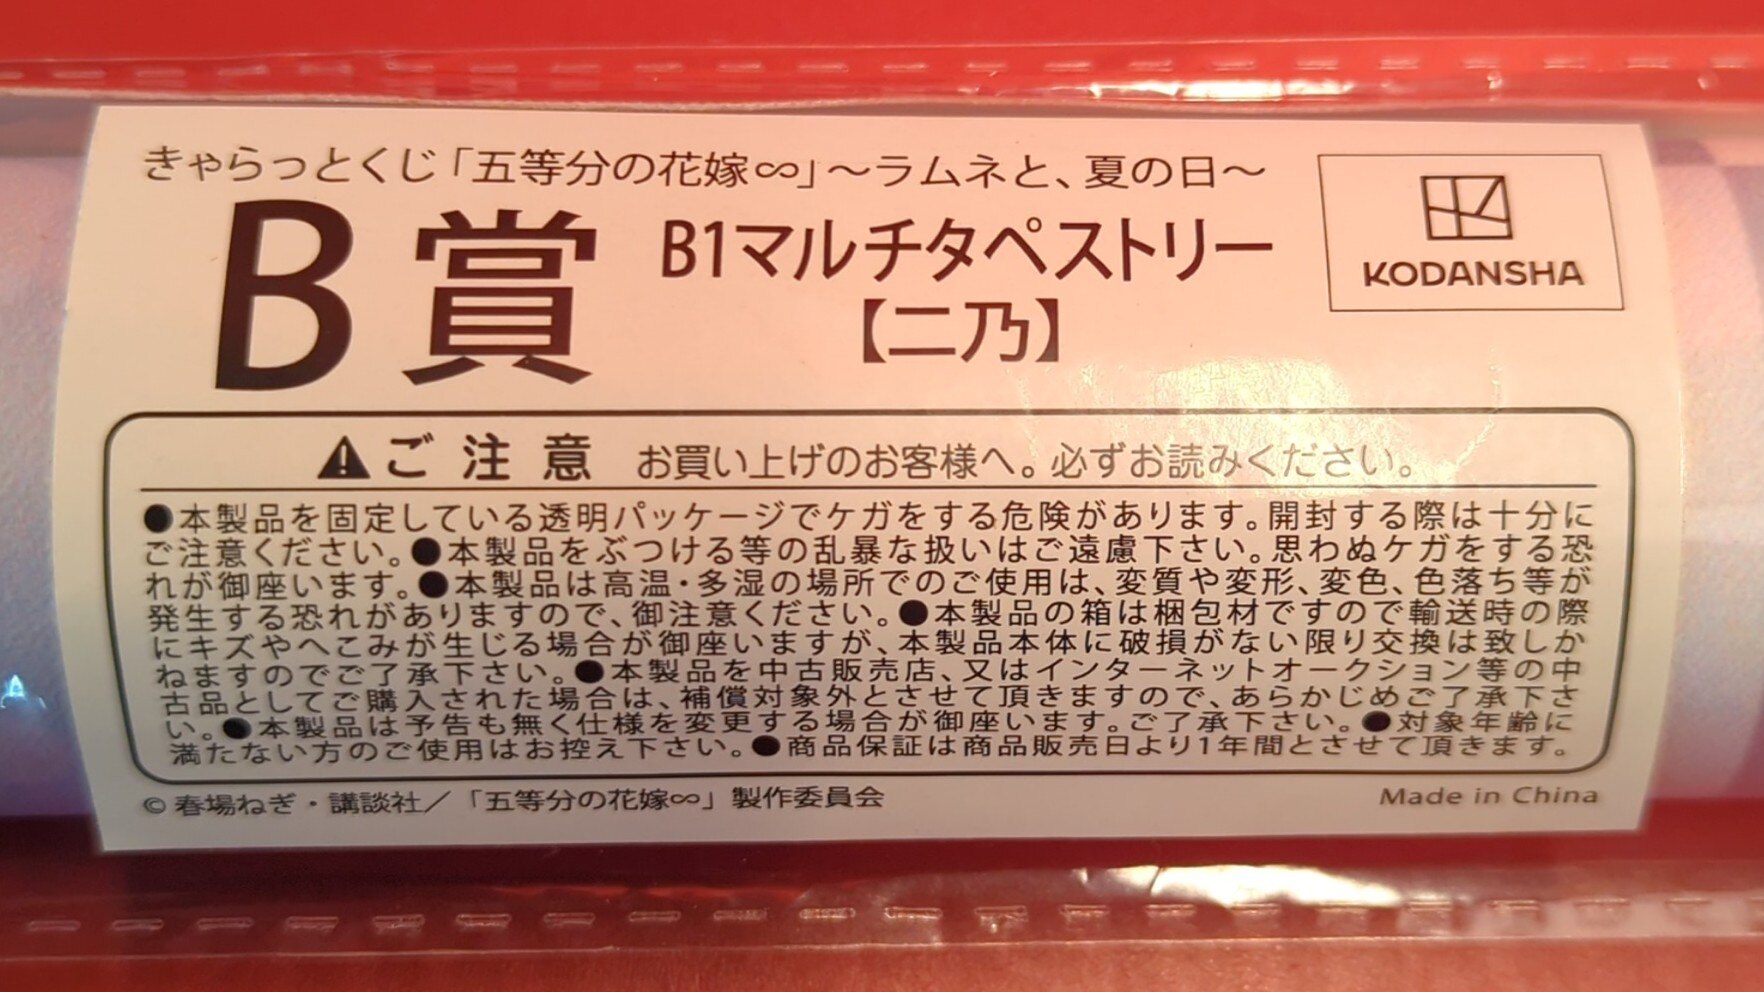 きゃらっとくじ「五等分の花嫁∞」～ラムネと、夏の日～
B賞
B1マルチタペストリー
【二乃】
KODANSHA
ご注意 お買い上げのお客様へ。必ずお読みください。
●本製品を固定している透明パッケージでケガをする危険があります。開封する際は十分に
ご注意ください。●本製品をぶつける等の乱暴な扱いはご遠慮下さい。思わぬケガをする恐
れが御座います。●本製品は高温・多湿の場所でのご使用は、変質や変形、変色、色落ち等が
発生する恐れがありますので、御注意ください。●本製品の箱は梱包材ですので輸送時の際
にキズやへこみが生じる場合が御座いますが、本製品本体に破損がない限り交換は致しか
ねますのでご了承下さい。●本製品を中古販売店、又はインターネットオークション等の中
古品としてご購入された場合は、補償対象外とさせて頂きますので、あらかじめご了承下さ
い。●本製品は予告も無く仕様を変更する場合が御座います。ご了承下さい。●対象年齢に
満たない方のご使用はお控え下さい。●商品保証は商品販売日より1年間とさせて頂きます。
© 春場ねぎ・講談社／「五等分の花嫁∞」製作委員会
Made in China